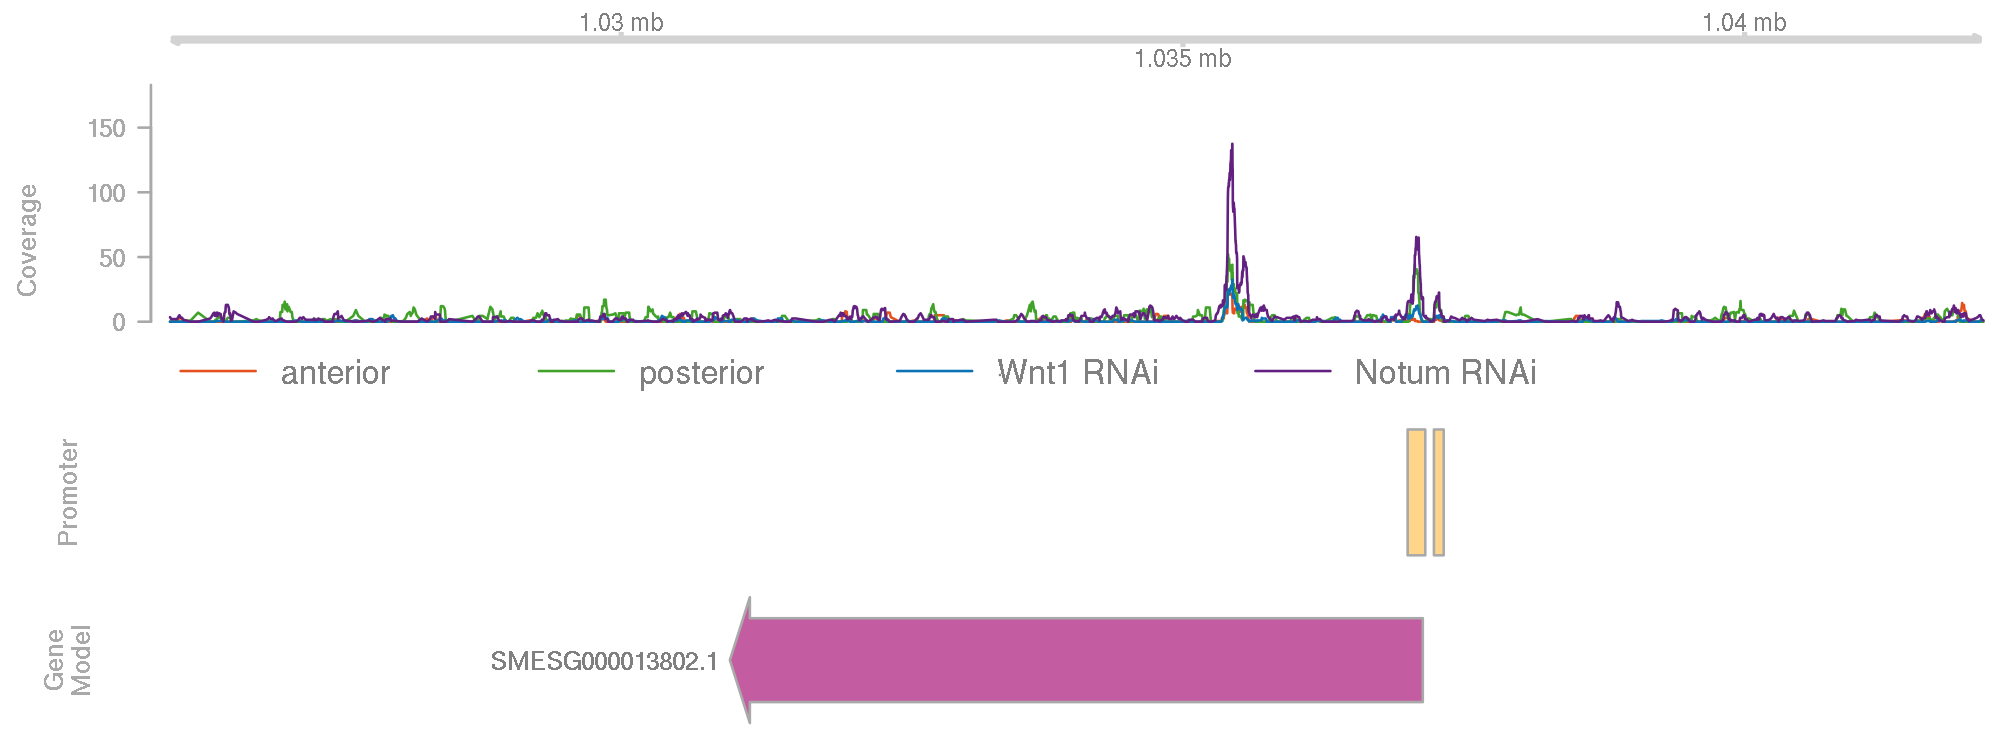 1.03 mb
1.04 mb
1.035 mb
Coverage
150
100
50
0
anterior
posterior
Wnt1 RNAi
Notum RNAi
Promoter
Gene
Model
SMESG000013802.1